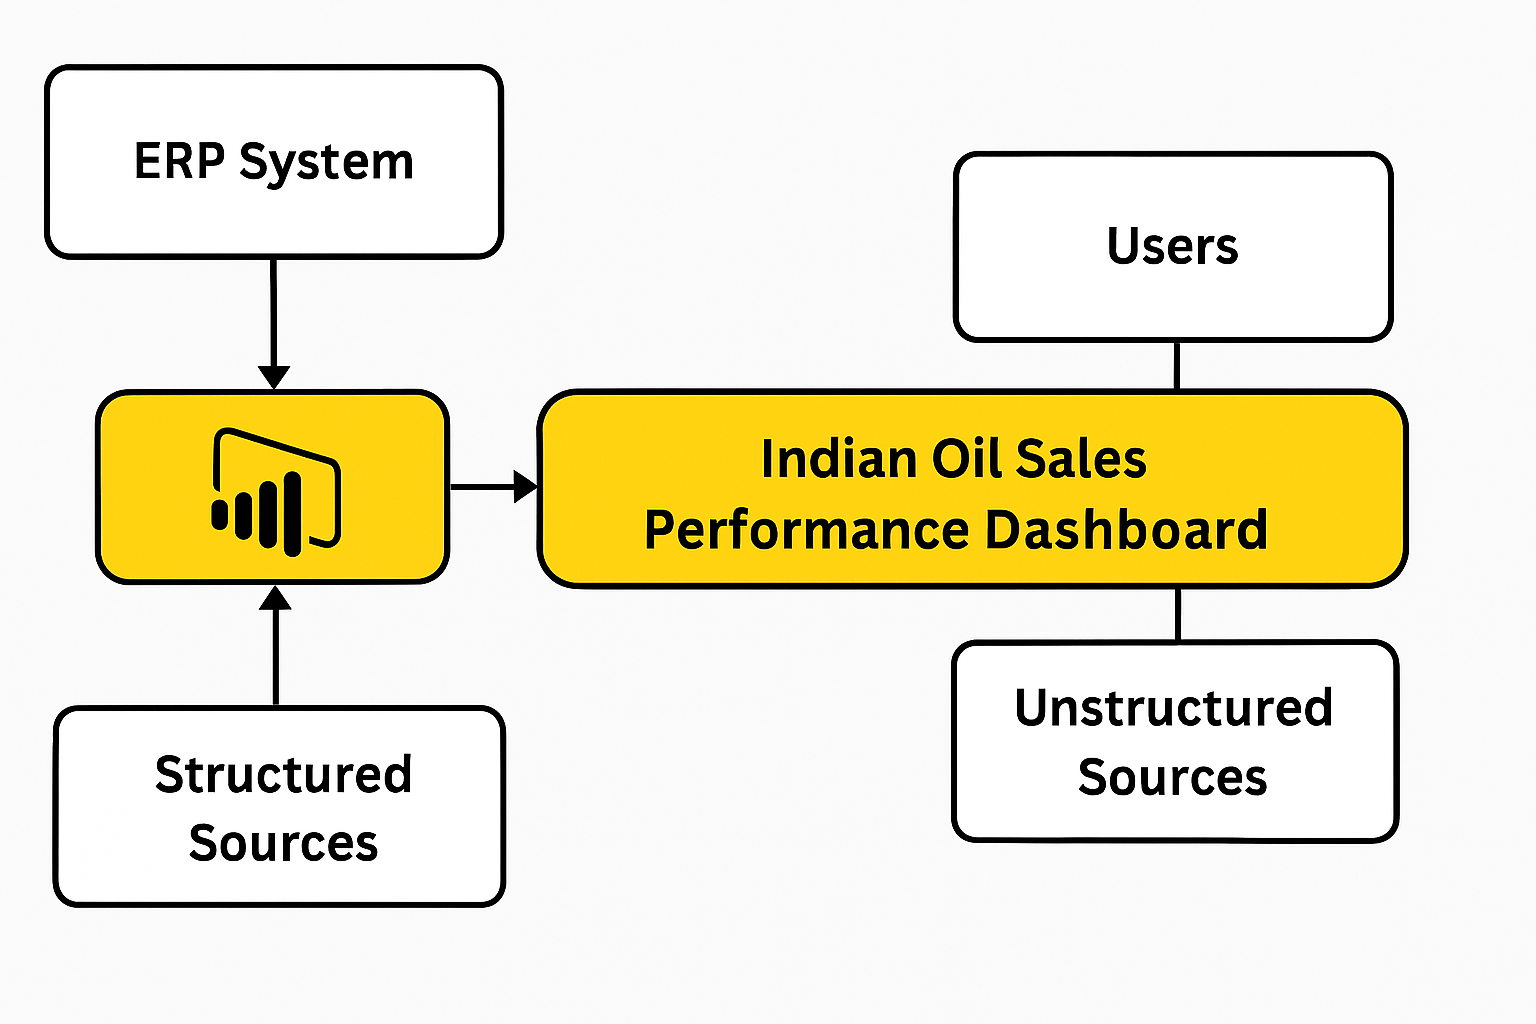 ERP System
Users
Indian Oil Sales
Performance Dashboard
Structured
Sources
Unstructured
Sources